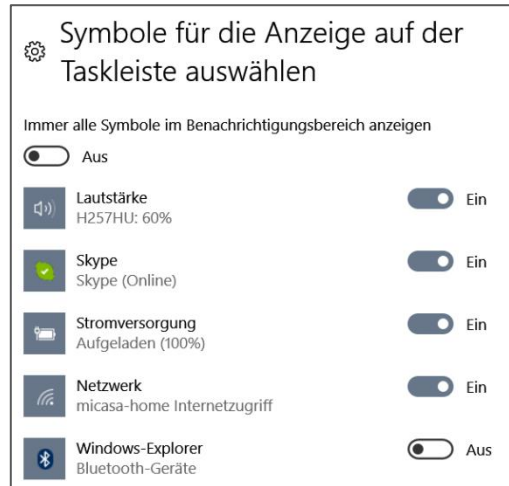 Symbole für die Anzeige auf der
Taskleiste auswählen
Immer alle Symbole im Benachrichtigungsbereich anzeigen
Aus
Lautstärke
H257HU: 60%
Ein
Skype
Skype (Online)
Ein
Stromversorgung
Aufgeladen (100%)
Ein
Netzwerk
micasa-home Internetzugriff
Ein
Windows-Explorer
Bluetooth-Geräte
Aus